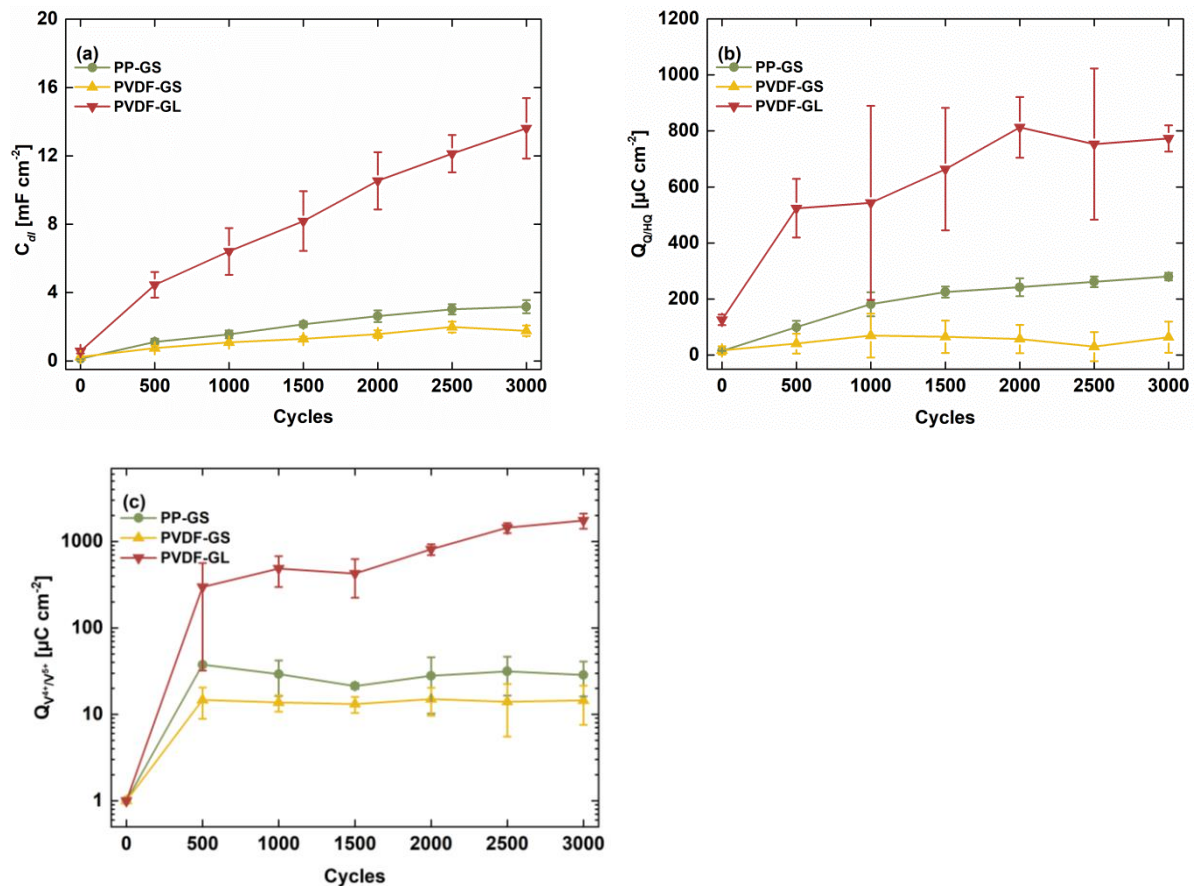 (a)
PP-GS
PVDF-GS
PVDF-GL
20
16
12
8
4
0
C_dl [mF cm⁻²]
0 500 1000 1500 2000 2500 3000
Cycles
(b)
PP-GS
PVDF-GS
PVDF-GL
1200
1000
800
600
400
200
0
Q_Q/HQ [µC cm⁻²]
0 500 1000 1500 2000 2500 3000
Cycles
(c)
PP-GS
PVDF-GS
PVDF-GL
1000
100
10
1
Q_V⁴⁺/V⁵⁺ [µC cm⁻²]
0 500 1000 1500 2000 2500 3000
Cycles